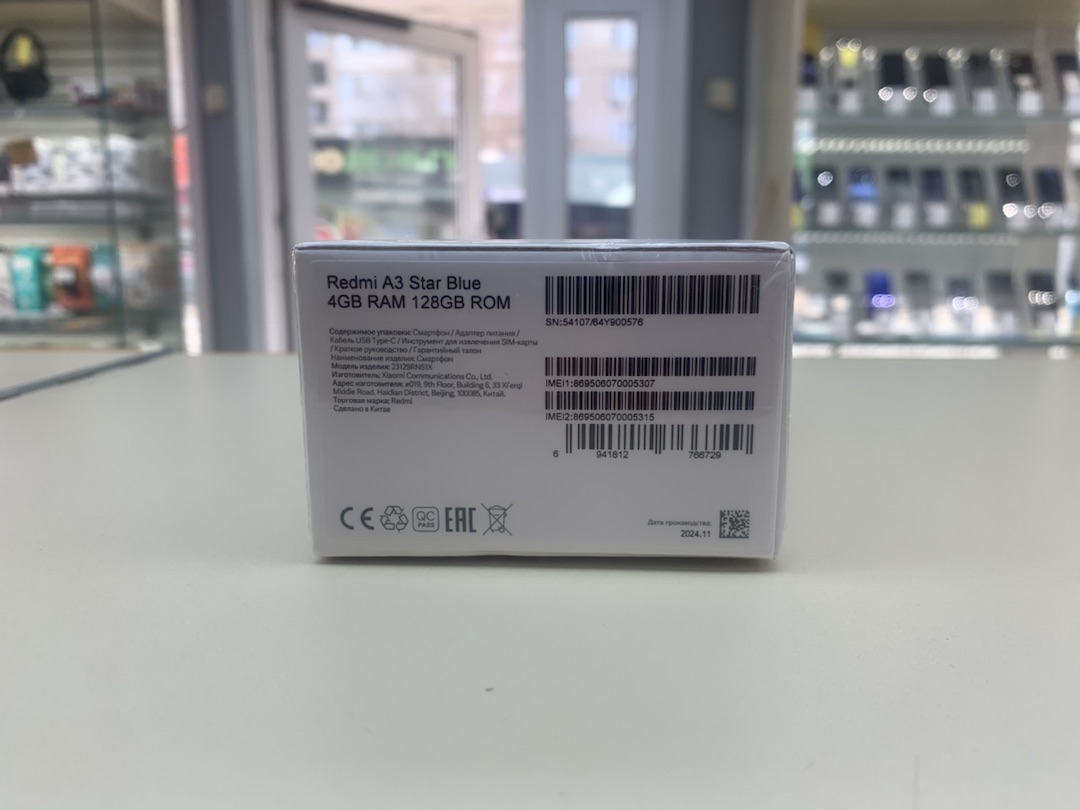 Redmi A3 Star Blue
4GB RAM 128GB ROM
Содержимое упаковки: Смартфон / Адаптер питания /
Кабель USB Type-C / Инструмент для извлечения SIM-карты
/ Краткое руководство / Гарантийный талон
Наименование изделия: Смартфон
Модель изделия: 23129RN51X
Изготовитель: Xiaomi Communications Co., Ltd.
Адрес изготовителя: #019, 9th Floor, Building 6, 33 Xi'erqi
Middle Road, Haidian District, Beijing, 100085, Китай.
Торговая марка: Redmi
Сделано в Китае
SN:54107/64Y900576
IMEI1:869506070005307
IMEI2:869506070005315
6 941812 766729
CE
QC
PASS
EAC
Дата производства:
2024.11